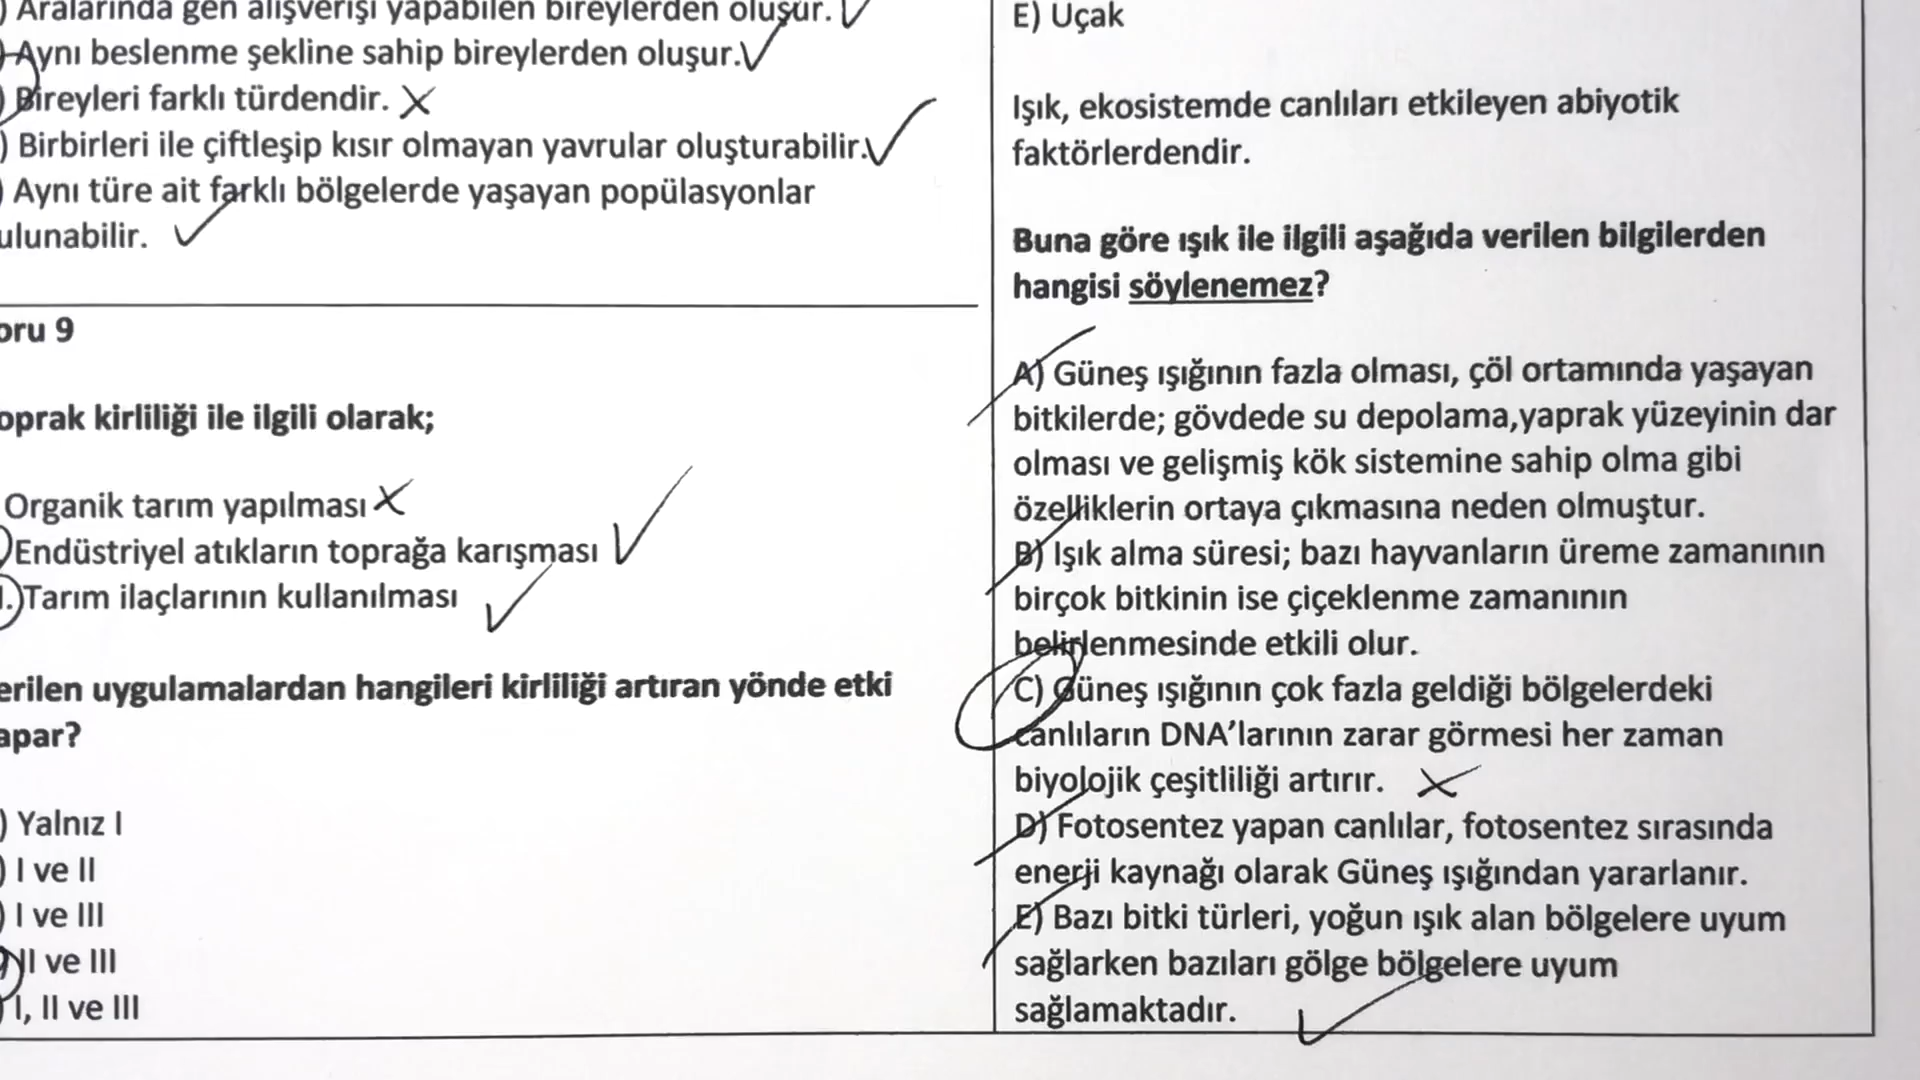 Aralarında gen alışverişi yapabilen bireylerden oluşur.
Aynı beslenme şekline sahip bireylerden oluşur.
Bireyleri farklı türdendir.
) Birbirleri ile çiftleşip kısır olmayan yavrular oluşturabilir.
Aynı türe ait farklı bölgelerde yaşayan popülasyonlar
ulunabilir.
oru 9
oprak kirliliği ile ilgili olarak;
Organik tarım yapılması
Endüstriyel atıkların toprağa karışması
.)Tarım ilaçlarının kullanılması
erilen uygulamalardan hangileri kirliliği artıran yönde etki
apar?
) Yalnız I
) I ve II
) I ve III
II ve III
I, II ve III
E) Uçak
Işık, ekosistemde canlıları etkileyen abiyotik
faktörlerdendir.
Buna göre ışık ile ilgili aşağıda verilen bilgilerden
hangisi söylenemez?
A) Güneş ışığının fazla olması, çöl ortamında yaşayan
bitkilerde; gövdede su depolama,yaprak yüzeyinin dar
olması ve gelişmiş kök sistemine sahip olma gibi
özelliklerin ortaya çıkmasına neden olmuştur.
B) Işık alma süresi; bazı hayvanların üreme zamanının
birçok bitkinin ise çiçeklenme zamanının
belirlenmesinde etkili olur.
C) Güneş ışığının çok fazla geldiği bölgelerdeki
canlıların DNA’larının zarar görmesi her zaman
biyolojik çeşitliliği artırır.
D) Fotosentez yapan canlılar, fotosentez sırasında
enerji kaynağı olarak Güneş ışığından yararlanır.
E) Bazı bitki türleri, yoğun ışık alan bölgelere uyum
sağlarken bazıları gölge bölgelere uyum
sağlamaktadır.